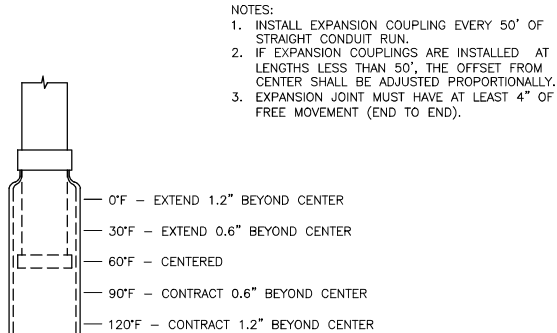 NOTES:
1. INSTALL EXPANSION COUPLING EVERY 50' OF
STRAIGHT CONDUIT RUN.
2. IF EXPANSION COUPLINGS ARE INSTALLED AT
LENGTHS LESS THAN 50', THE OFFSET FROM
CENTER SHALL BE ADJUSTED PROPORTIONALLY.
3. EXPANSION JOINT MUST HAVE AT LEAST 4" OF
FREE MOVEMENT (END TO END).
0°F – EXTEND 1.2" BEYOND CENTER
30°F – EXTEND 0.6" BEYOND CENTER
60°F – CENTERED
90°F – CONTRACT 0.6" BEYOND CENTER
120°F – CONTRACT 1.2" BEYOND CENTER